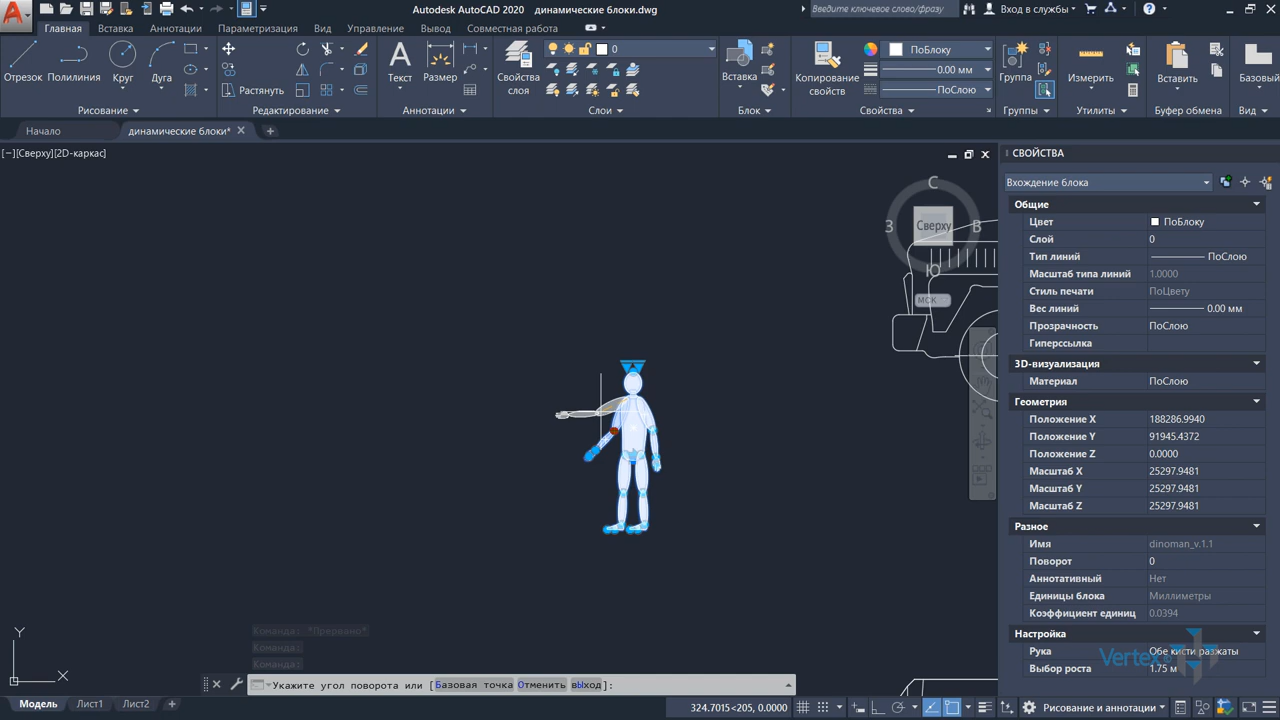 Autodesk AutoCAD 2020 динамические блоки.dwg
Введите ключевое слово/фразу
Вход в службы
Главная Вставка Аннотации Параметризация Вид Управление Вывод Совместная работа
Отрезок Полилиния Круг Дуга
Растянуть
Текст Размер
Свойства слоя
0
Вставка
Копирование свойств
ПоБлоку
0.00 мм
ПоСлою
Группа
Измерить
Вставить
Базовый
Рисование Редактирование Аннотации Слои Блок Свойства Группы Утилиты Буфер обмена Вид
Начало динамические блоки*
[−][Сверху][2D-каркас]
С
З Сверху В
Ю
МСК
СВОЙСТВА
Вхождение блока
Общие
Цвет ПоБлоку
Слой 0
Тип линий ПоСлою
Масштаб типа линий 1.0000
Стиль печати ПоЦвету
Вес линий 0.00 мм
Прозрачность ПоСлою
Гиперссылка
3D-визуализация
Материал ПоСлою
Геометрия
Положение X 188286.9940
Положение Y 91945.4372
Положение Z 0.0000
Масштаб X 25297.9481
Масштаб Y 25297.9481
Масштаб Z 25297.9481
Разное
Имя dinoman_v.1.1
Поворот 0
Аннотативный Нет
Единицы блока Миллиметры
Коэффициент единиц 0.0394
Настройка
Рука Обе кисти разжаты
Выбор роста 1.75 м
Vertex
Y
X
Команда: *Прервано*
Команда:
Команда:
Укажите угол поворота или [Базовая точка Отменить вЫход]:
Модель Лист1 Лист2
324.7015<205, 0.0000
Рисование и аннотации